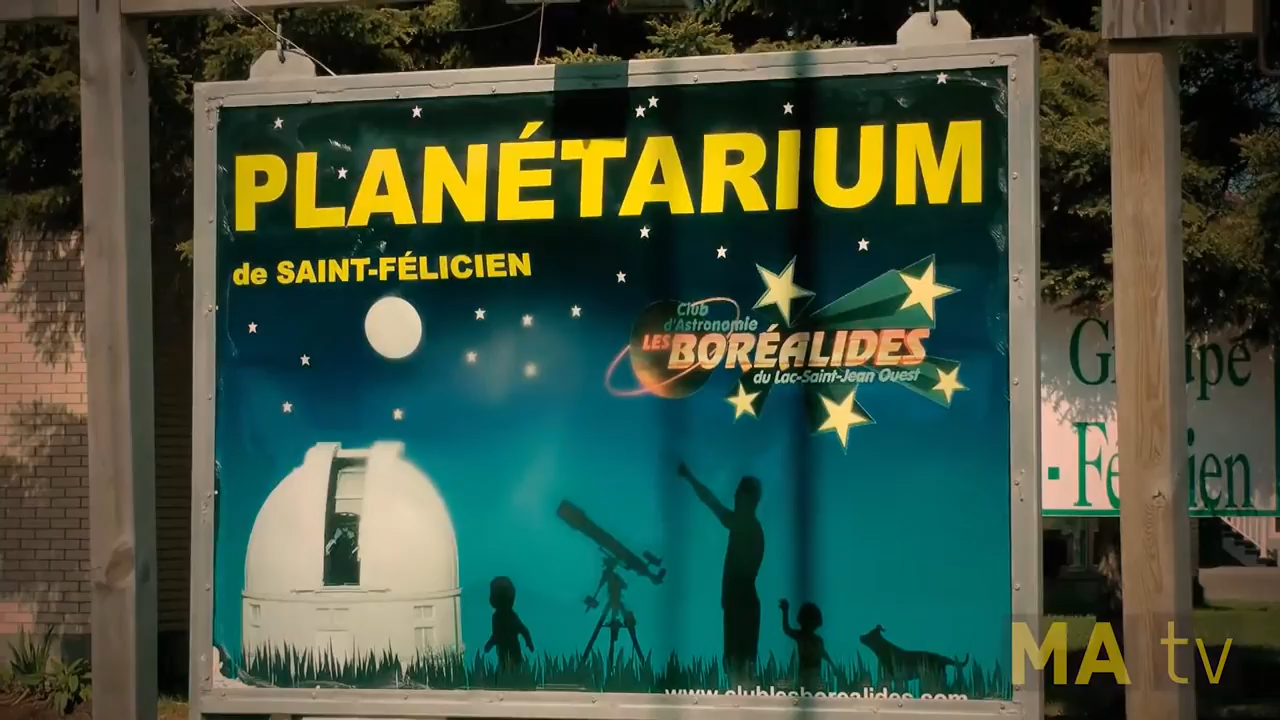 PLANÉTARIUM
de SAINT-FÉLICIEN
Club
d'Astronomie
LES BORÉALIDES
du Lac-Saint-Jean Ouest
www.clublesborealides.com
MA tv